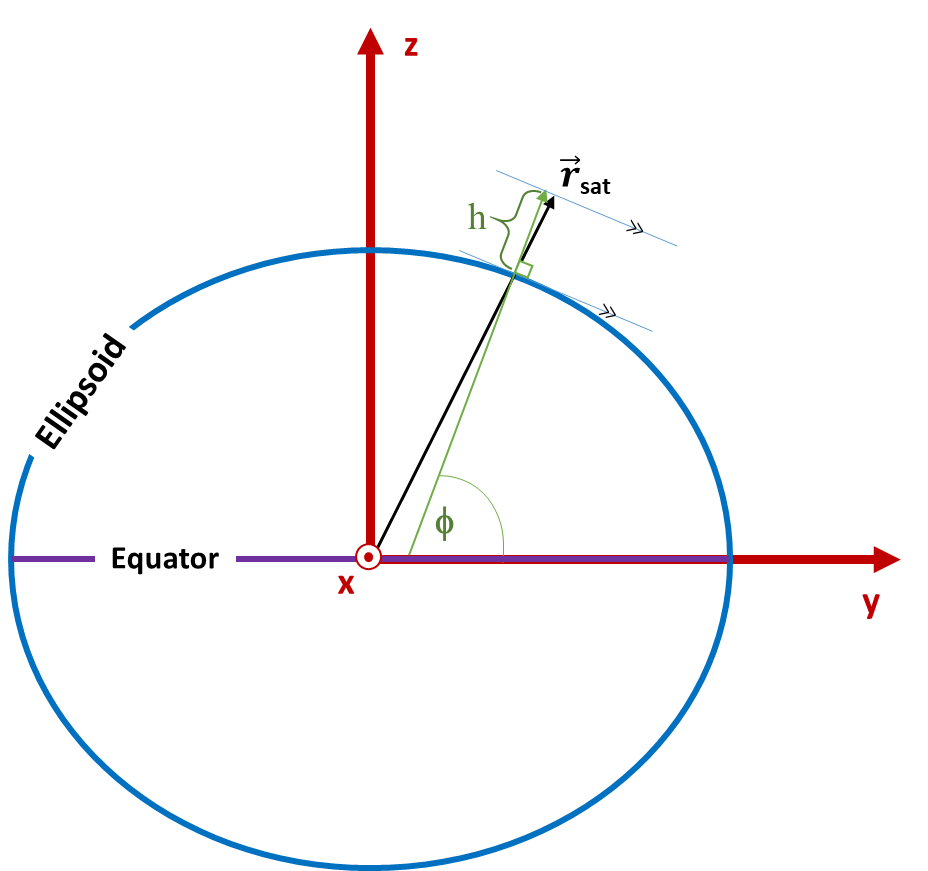 z
r⃗sat
h
Ellipsoid
ϕ
Equator
x
y